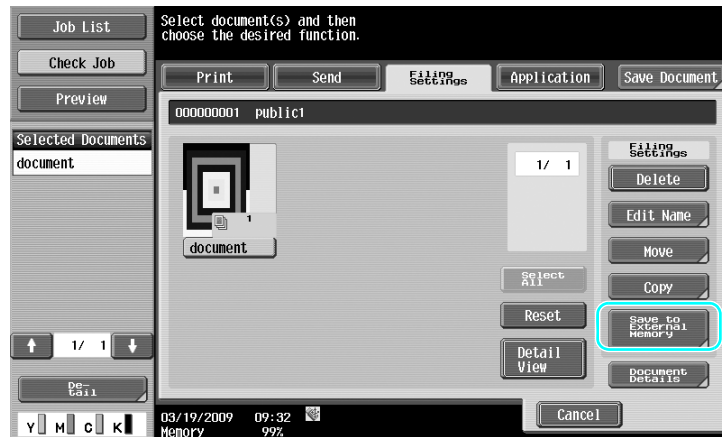 Job List
Check Job
Preview
Selected Documents
document
1/ 1
De-
tail
Y M C K
Select document(s) and then
choose the desired function.
Print
Send
Filing
Settings
Application
Save Document
000000001 public1
1
document
1/ 1
Select
All
Reset
Detail
View
Filing
Settings
Delete
Edit Name
Move
Copy
Save to
External
Memory
Document
Details
Cancel
03/19/2009 09:32
Memory 99%